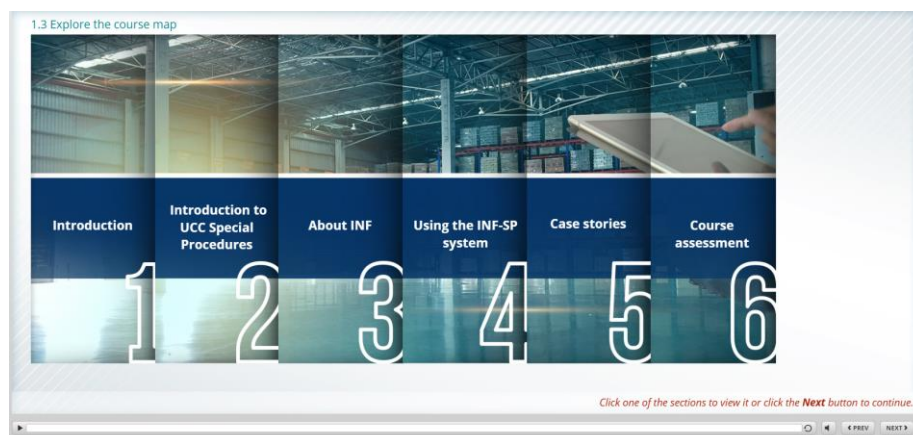 1.3 Explore the course map
Introduction
1
Introduction to
UCC Special
Procedures
2
About INF
3
Using the INF-SP
system
4
Case stories
5
Course
assessment
6
Click one of the sections to view it or click the Next button to continue.
PREV
NEXT